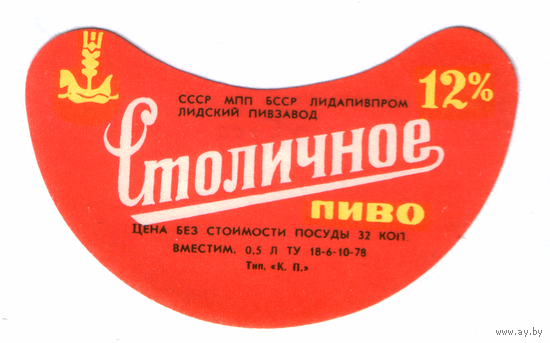 СССР МПП БССР ЛИДАПИВПРОМ
ЛИДСКИЙ ПИВЗАВОД
12%
Столичное
ПИВО
ЦЕНА БЕЗ СТОИМОСТИ ПОСУДЫ 32 КОП.
ВМЕСТИМ. 0,5 Л ТУ 18-6-10-78
Тип. «К. П.»
www.ay.by